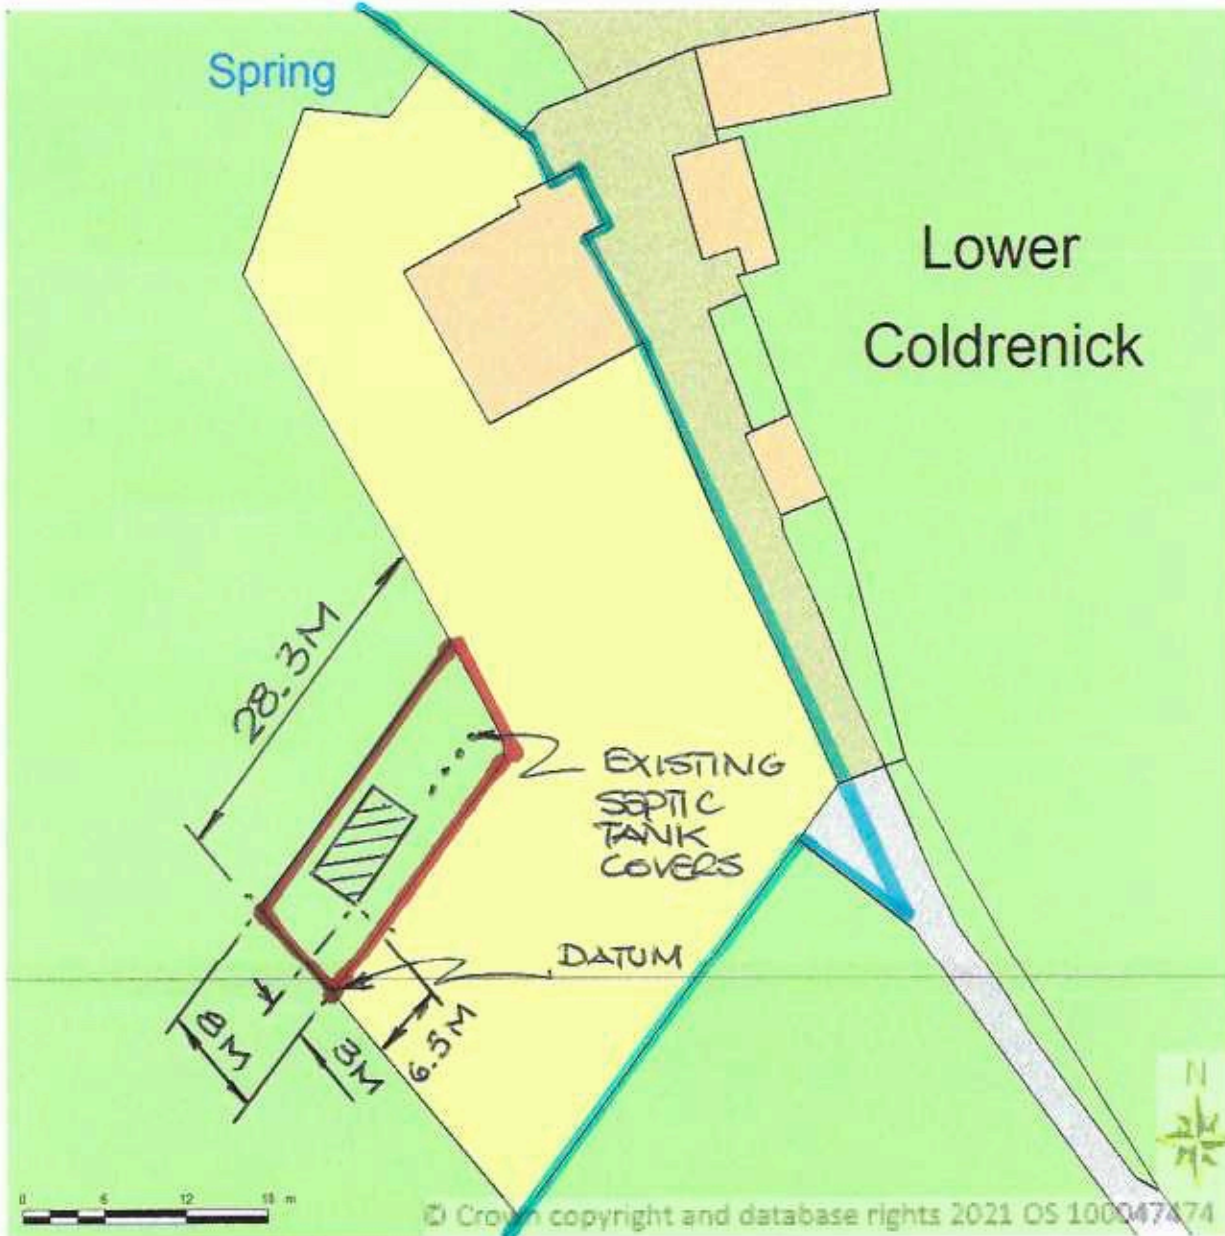 Spring
Lower
Coldrenick
28.3M
EXISTING
SEPTIC
TANK
COVERS
DATUM
8M
3M
6.5M
N
0 6 12 18 m
© Crown copyright and database rights 2021 OS 100047474